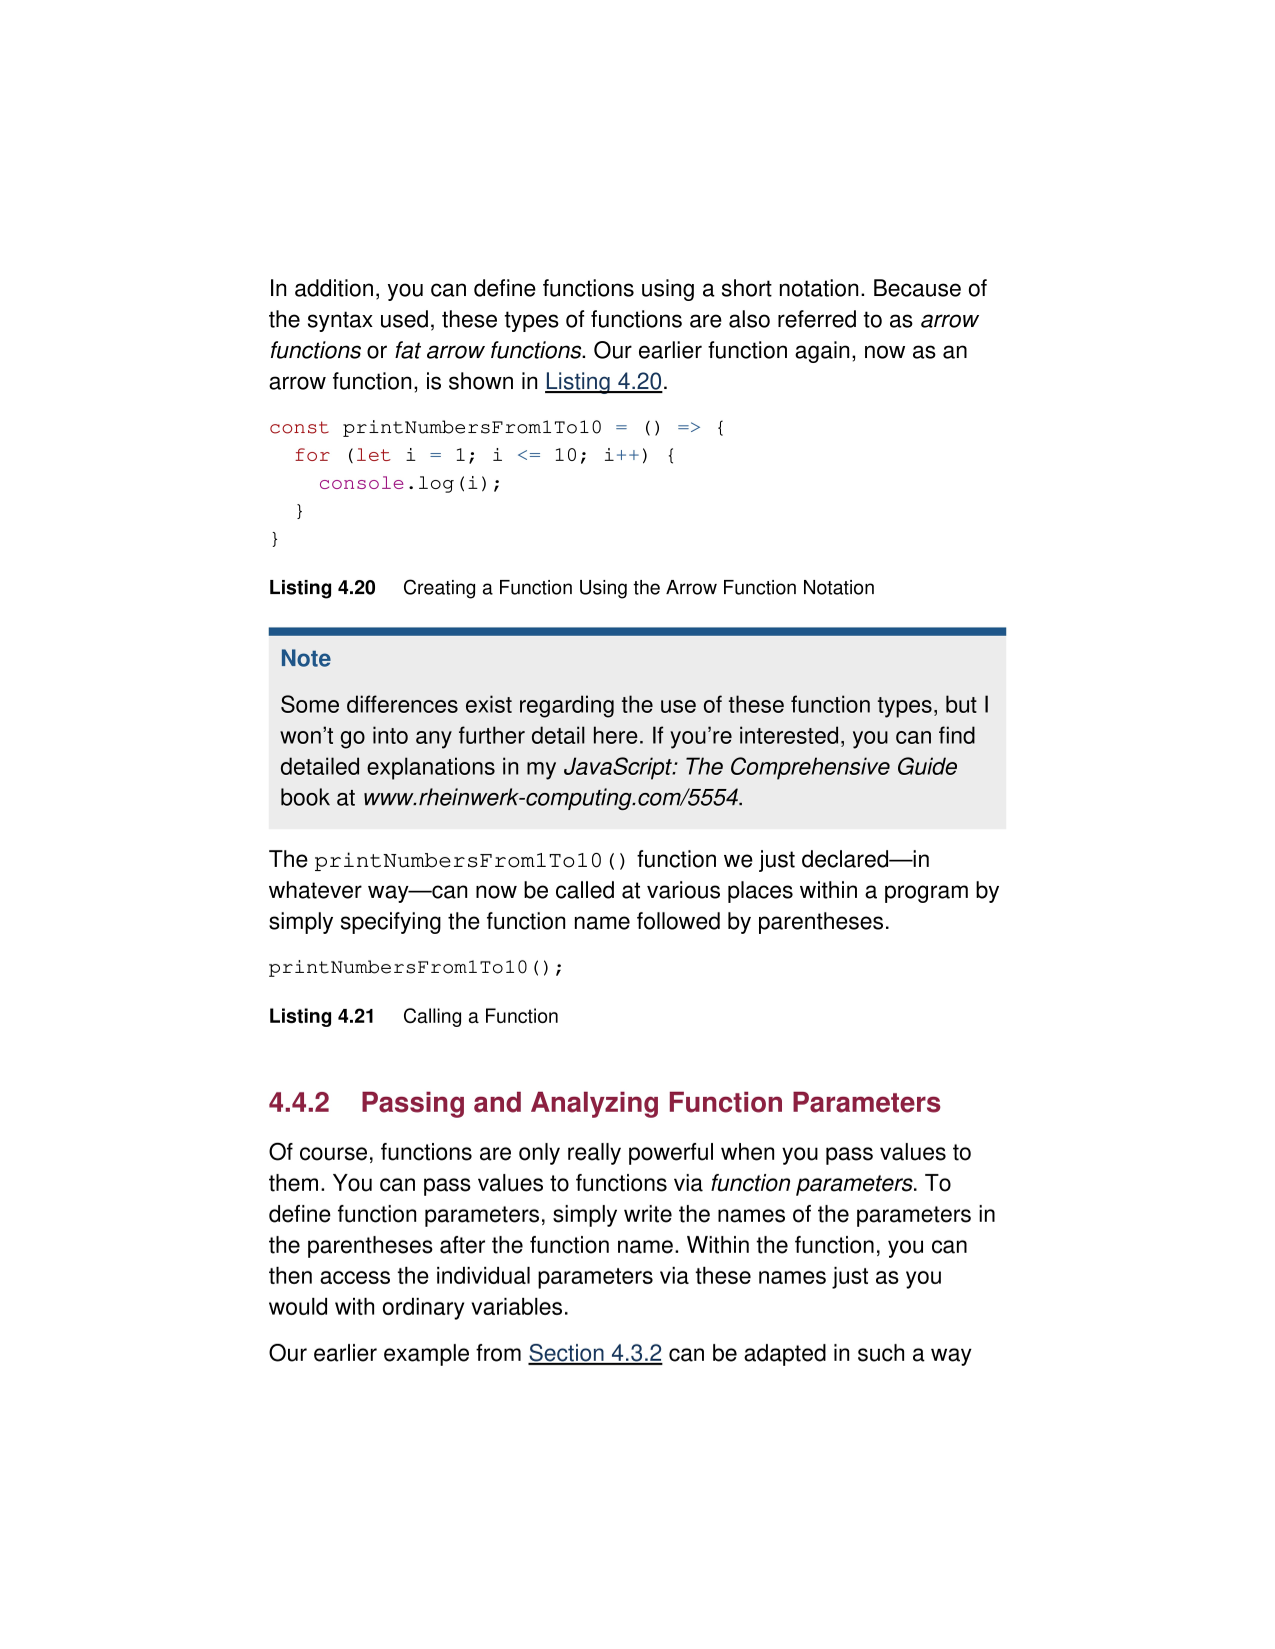 In addition, you can define functions using a short notation. Because of
the syntax used, these types of functions are also referred to as arrow
functions or fat arrow functions. Our earlier function again, now as an
arrow function, is shown in Listing 4.20.
const printNumbersFrom1To10 = () => {
  for (let i = 1; i <= 10; i++) {
    console.log(i);
  }
}
Listing 4.20 Creating a Function Using the Arrow Function Notation
Note
Some differences exist regarding the use of these function types, but I
won’t go into any further detail here. If you’re interested, you can find
detailed explanations in my JavaScript: The Comprehensive Guide
book at www.rheinwerk-computing.com/5554.
The printNumbersFrom1To10() function we just declared—in
whatever way—can now be called at various places within a program by
simply specifying the function name followed by parentheses.
printNumbersFrom1To10();
Listing 4.21 Calling a Function
4.4.2 Passing and Analyzing Function Parameters
Of course, functions are only really powerful when you pass values to
them. You can pass values to functions via function parameters. To
define function parameters, simply write the names of the parameters in
the parentheses after the function name. Within the function, you can
then access the individual parameters via these names just as you
would with ordinary variables.
Our earlier example from Section 4.3.2 can be adapted in such a way